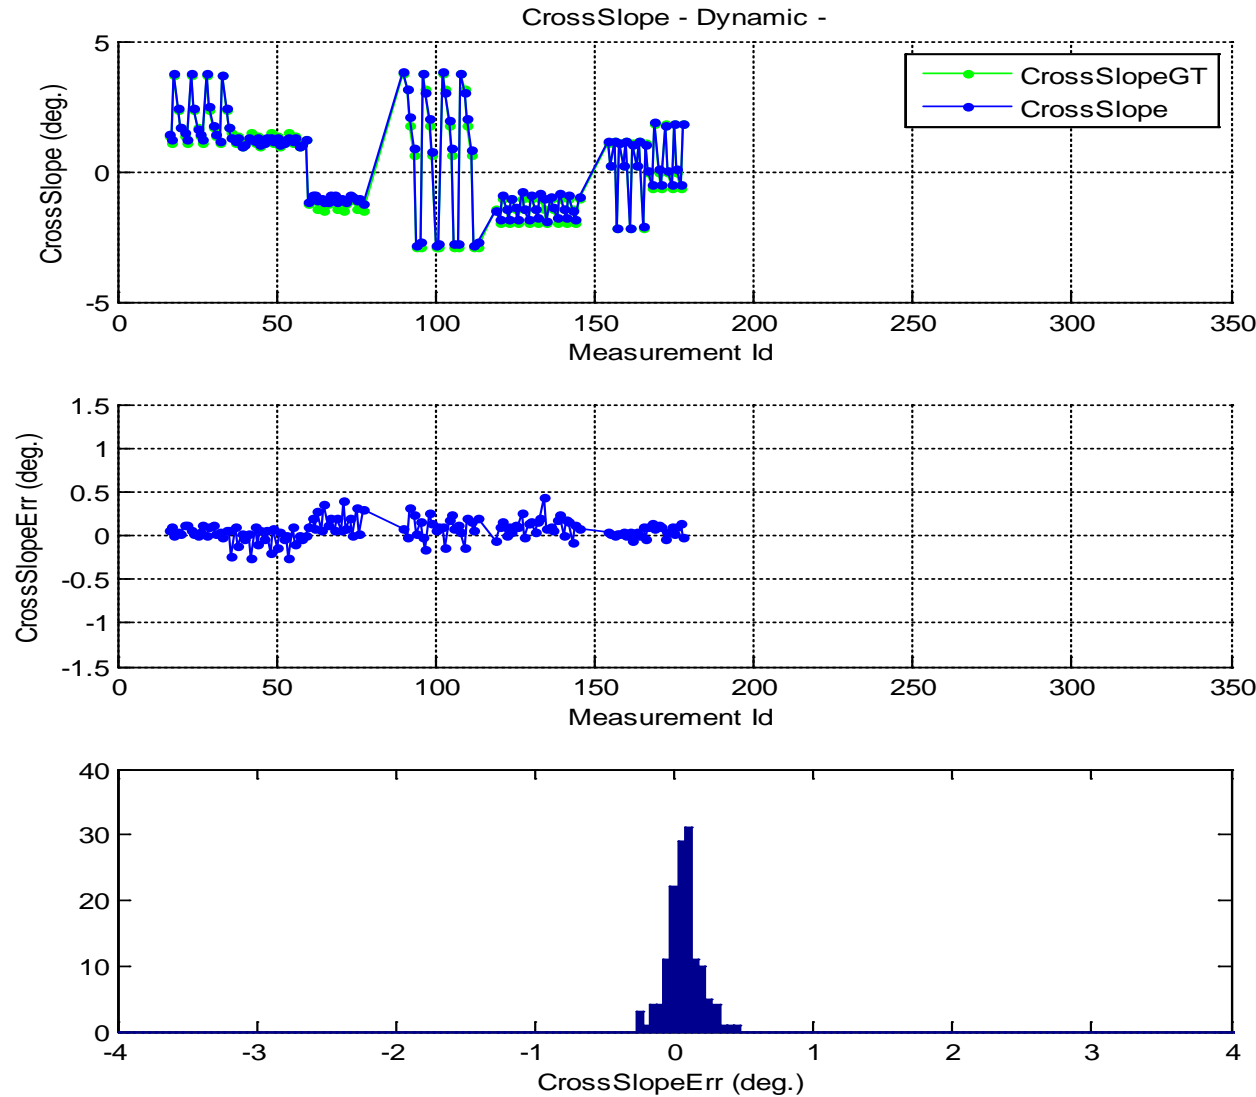 CrossSlope - Dynamic -
CrossSlope (deg.)
5
0
-5
CrossSlopeGT
CrossSlope
0 50 100 150 200 250 300 350
Measurement Id
CrossSlopeErr (deg.)
1.5
1
0.5
0
-0.5
-1
-1.5
0 50 100 150 200 250 300 350
Measurement Id
40
30
20
10
0
-4 -3 -2 -1 0 1 2 3 4
CrossSlopeErr (deg.)